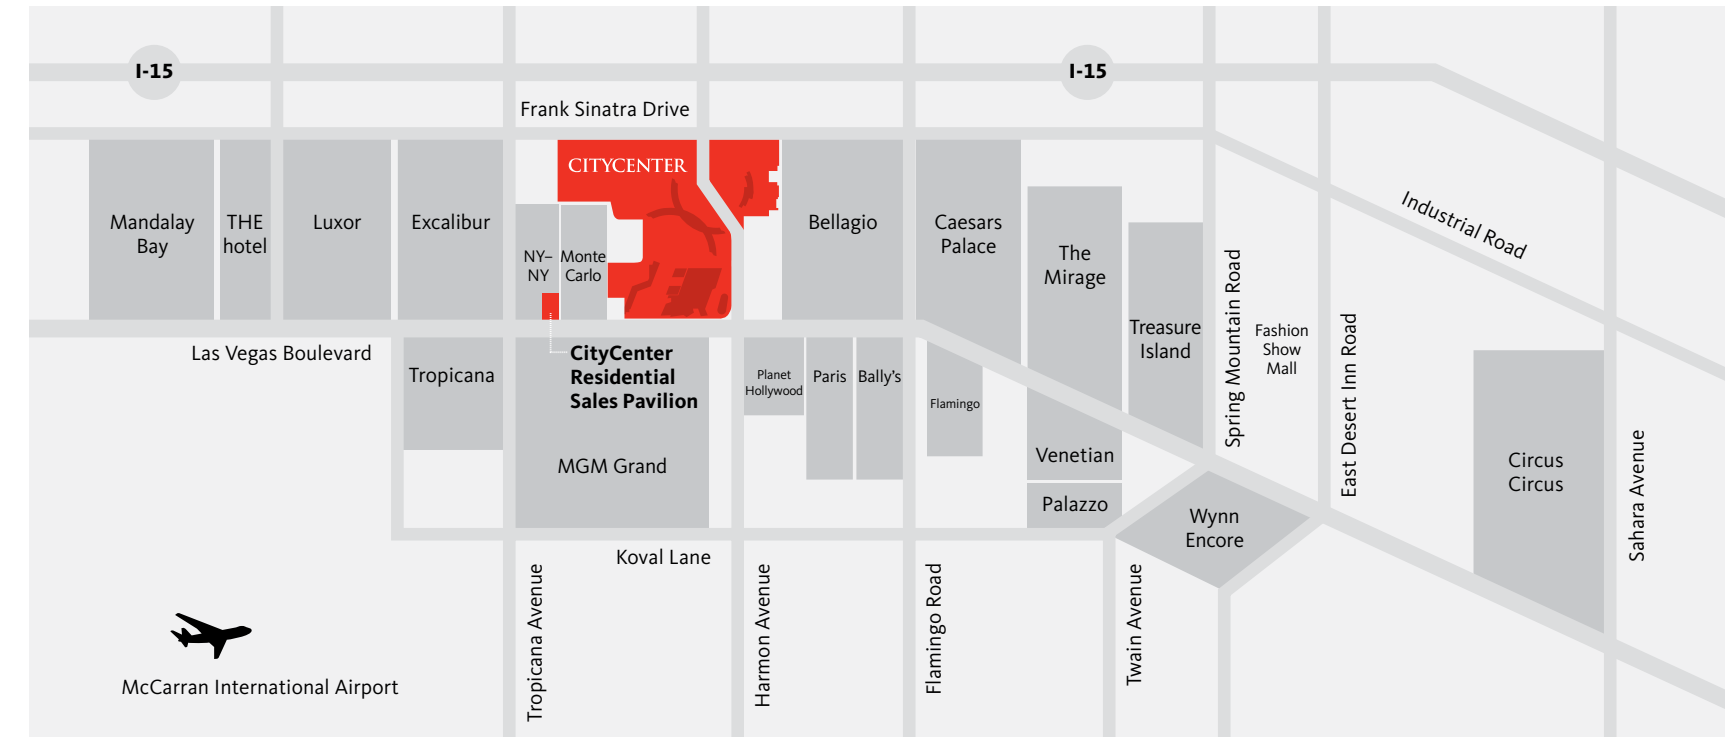 I-15
I-15
Frank Sinatra Drive
CITYCENTER
Mandalay
Bay
THE
hotel
Luxor
Excalibur
NY–
NY
Monte
Carlo
Bellagio
Caesars
Palace
The
Mirage
Treasure
Island
Spring Mountain Road
Fashion
Show
Mall
East Desert Inn Road
Industrial Road
Las Vegas Boulevard
Tropicana
CityCenter
Residential
Sales Pavilion
MGM Grand
Planet
Hollywood
Paris
Bally's
Flamingo
Venetian
Palazzo
Wynn
Encore
Circus
Circus
Sahara Avenue
Koval Lane
Tropicana Avenue
Harmon Avenue
Flamingo Road
Twain Avenue
McCarran International Airport